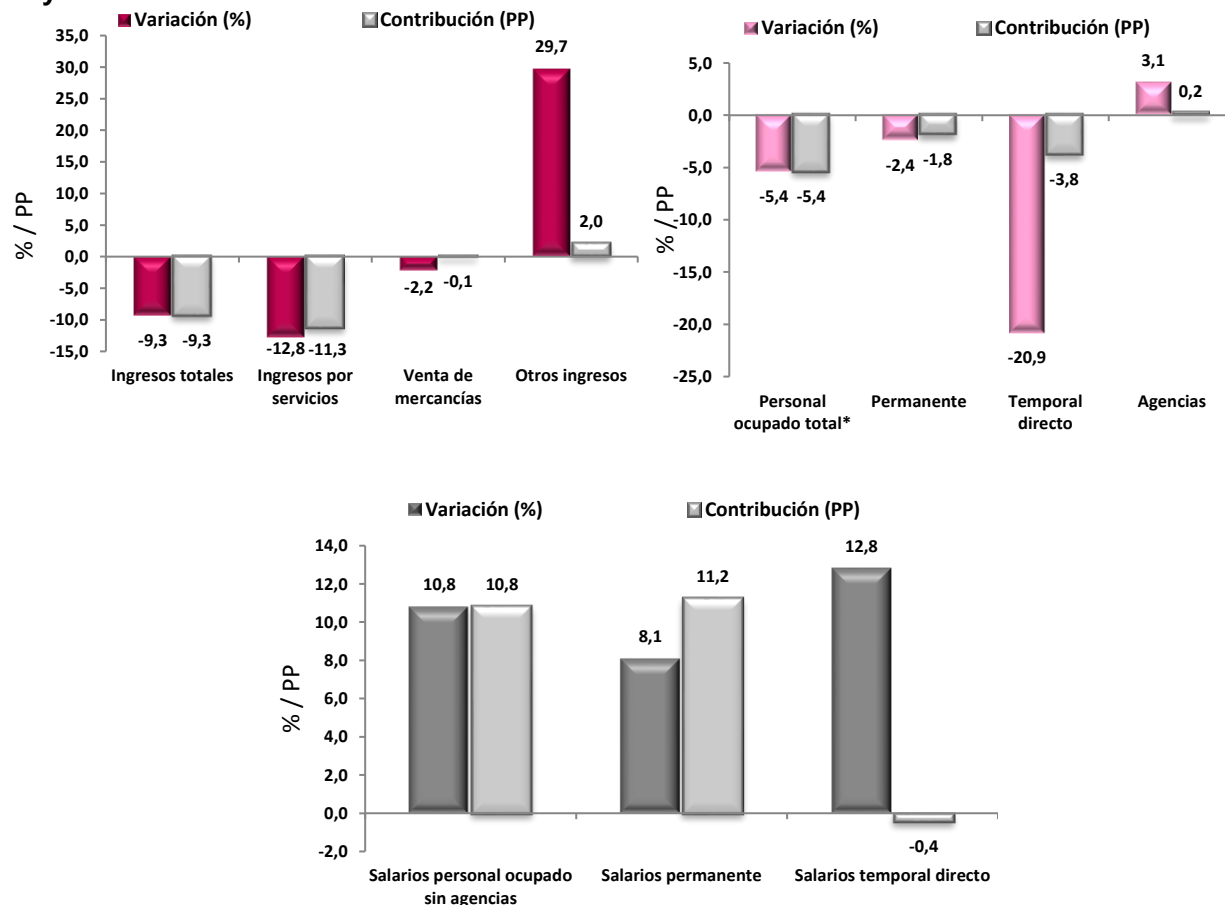 y
Variación (%) Contribución (PP)
35,0
30,0
25,0
20,0
15,0
10,0
5,0
0,0
-5,0
-10,0
-15,0
% / PP
-9,3 -9,3
-12,8 -11,3
-2,2 -0,1
29,7 2,0
Ingresos totales
Ingresos por
servicios
Venta de
mercancías
Otros ingresos
Variación (%) Contribución (PP)
5,0
0,0
-5,0
-10,0
-15,0
-20,0
-25,0
% / PP
-5,4 -5,4
-2,4 -1,8
-20,9 -3,8
3,1 0,2
Personal
ocupado total*
Permanente
Temporal
directo
Agencias
Variación (%) Contribución (PP)
14,0
12,0
10,0
8,0
6,0
4,0
2,0
0,0
-2,0
% / PP
10,8 10,8
8,1 11,2
12,8 -0,4
Salarios personal ocupado
sin agencias
Salarios permanente
Salarios temporal directo